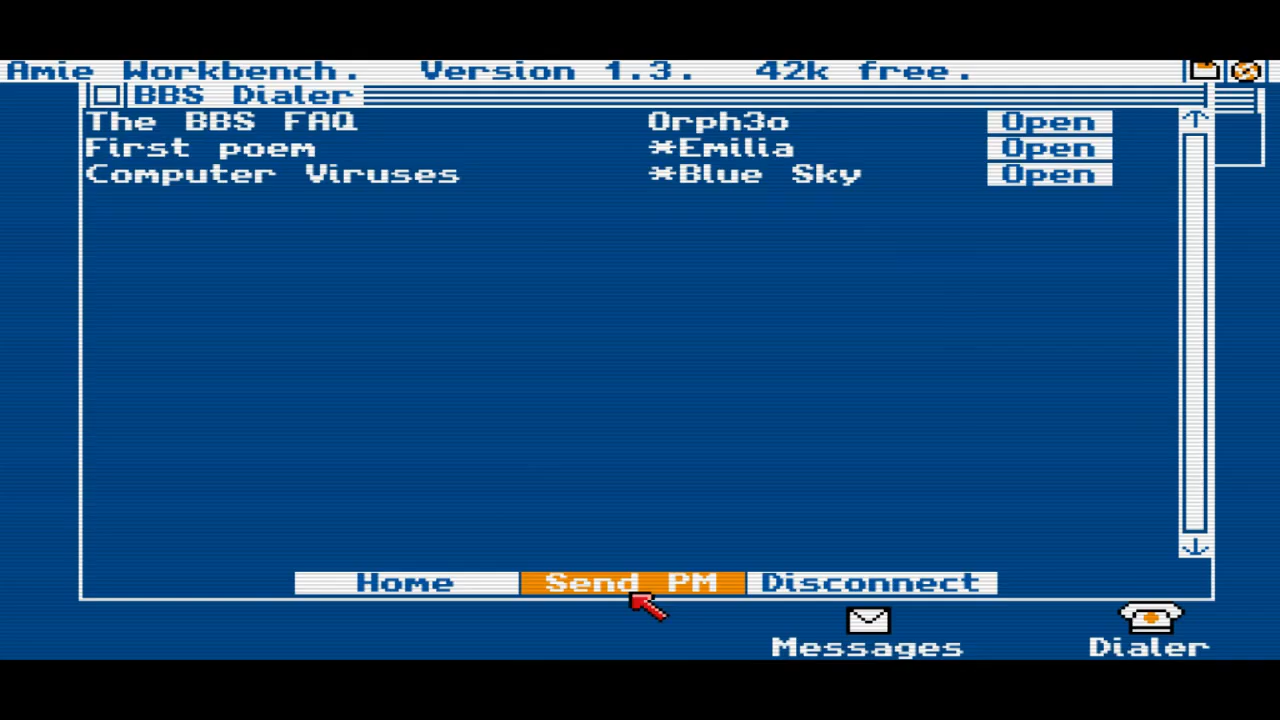 Amie Workbench. Version 1.3. 42k free.
BBS Dialer
The BBS FAQ 0rph3o Open
First poem *Emilia Open
Computer Viruses *Blue Sky Open
Home Send PM Disconnect
Messages Dialer